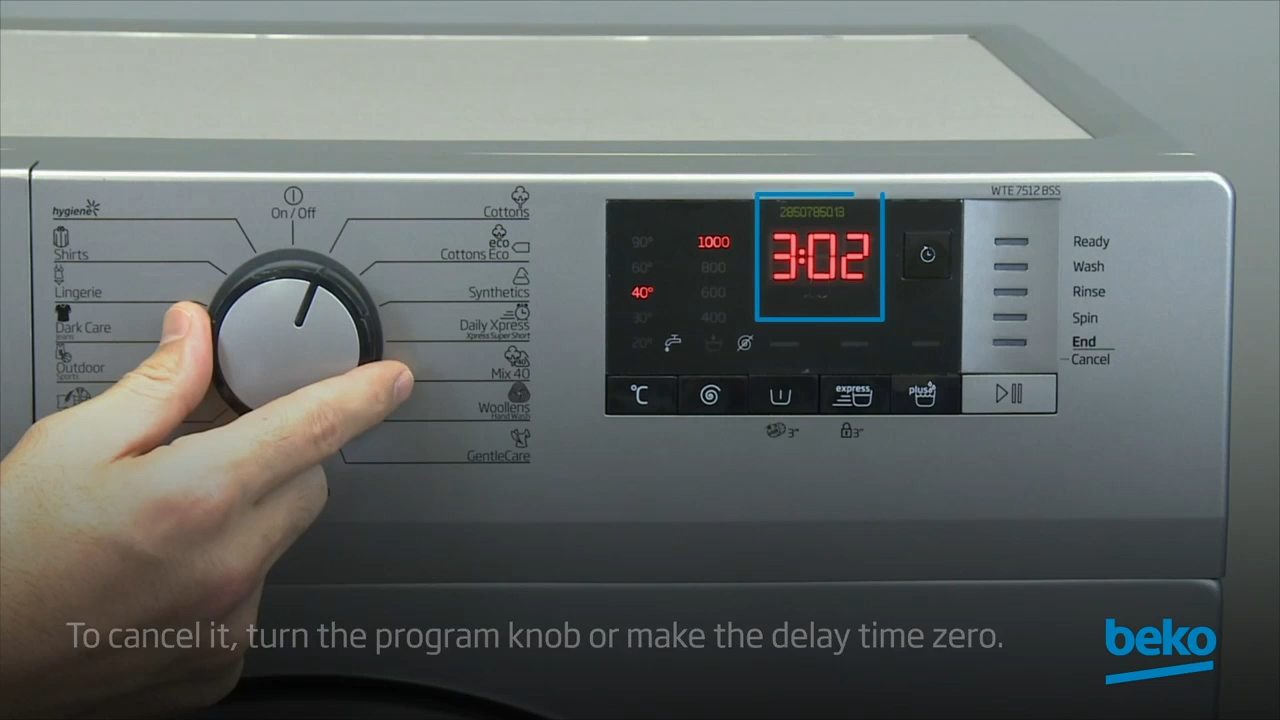 On / Off
hygiene
Shirts
Lingerie
Dark Care
Jeans
Outdoor
Sports
Cottons
eco
Cottons Eco
Synthetics
Daily Xpress
Xpress Super Short
Mix 40
Woollens
Hand Wash
GentleCare
WTE 7512 BSS
2850785013
3:02
90° 1000
60° 800
40° 600
30° 400
20°
°C
express
plus
3"
3"
Ready
Wash
Rinse
Spin
End
Cancel
To cancel it, turn the program knob or make the delay time zero.
beko